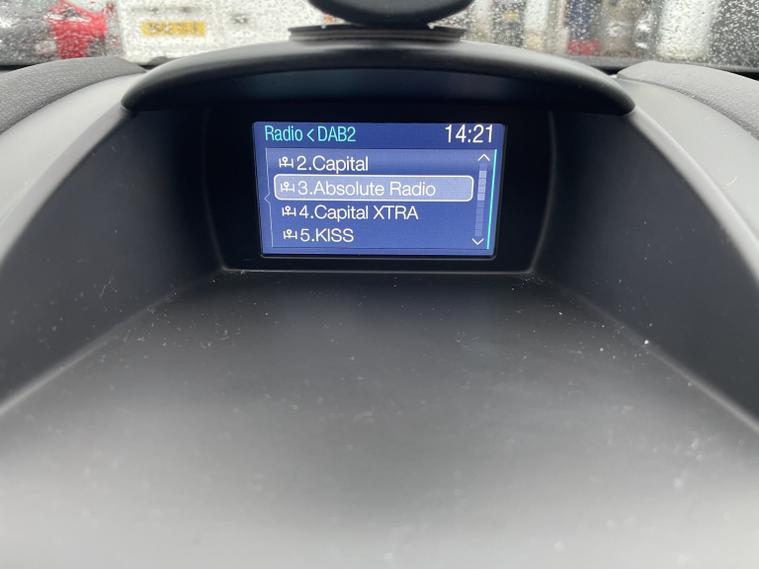 Radio < DAB2 14:21
2.Capital
3.Absolute Radio
4.Capital XTRA
5.KISS